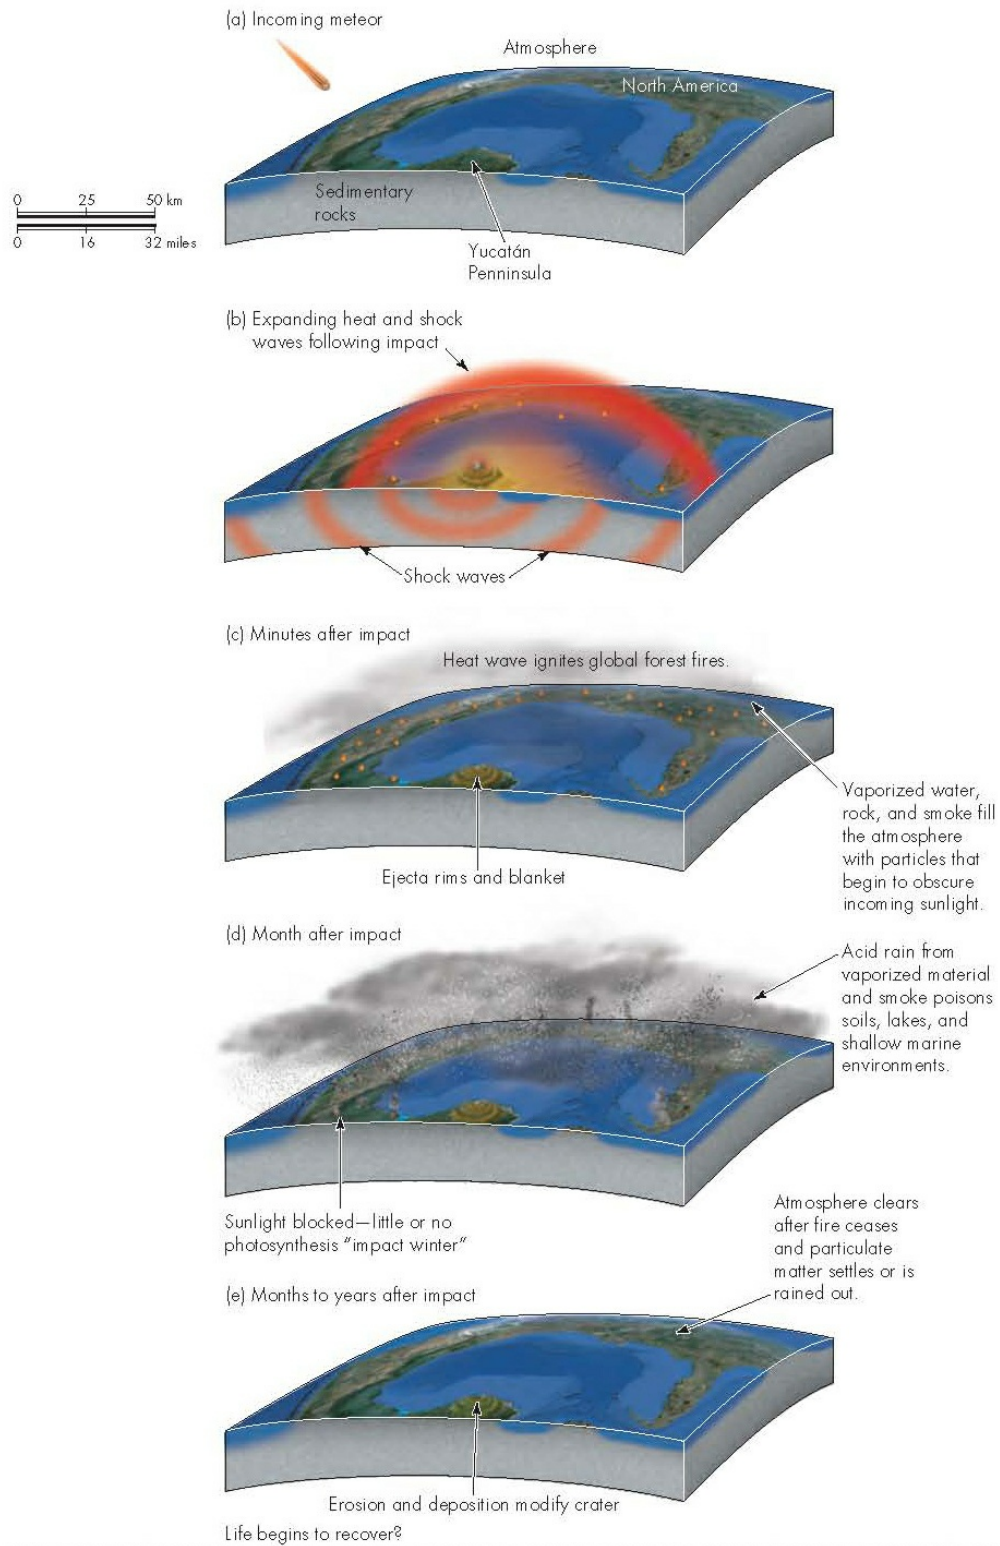 (a) Incoming meteor
Atmosphere
North America
0 25 50 km
0 16 32 miles
Sedimentary
rocks
Yucatán
Penninsula
(b) Expanding heat and shock
waves following impact
Shock waves
(c) Minutes after impact
Heat wave ignites global forest fires.
Vaporized water,
rock, and smoke fill
the atmosphere
with particles that
begin to obscure
incoming sunlight.
Ejecta rims and blanket
(d) Month after impact
Acid rain from
vaporized material
and smoke poisons
soils, lakes, and
shallow marine
environments.
Sunlight blocked—little or no
photosynthesis "impact winter"
Atmosphere clears
after fire ceases
and particulate
matter settles or is
rained out.
(e) Months to years after impact
Erosion and deposition modify crater
Life begins to recover?